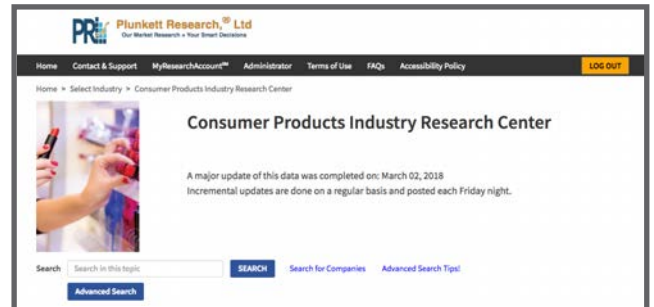 PRi Plunkett Research,® Ltd
Our Market Research » Your Smart Decisions
Home Contact & Support MyResearchAccount℠ Administrator Terms of Use FAQs Accessibility Policy LOG OUT
Home > Select Industry > Consumer Products Industry Research Center
Consumer Products Industry Research Center
A major update of this data was completed on: March 02, 2018
Incremental updates are done on a regular basis and posted each Friday night.
Search Search in this topic SEARCH Search for Companies Advanced Search Tips!
Advanced Search